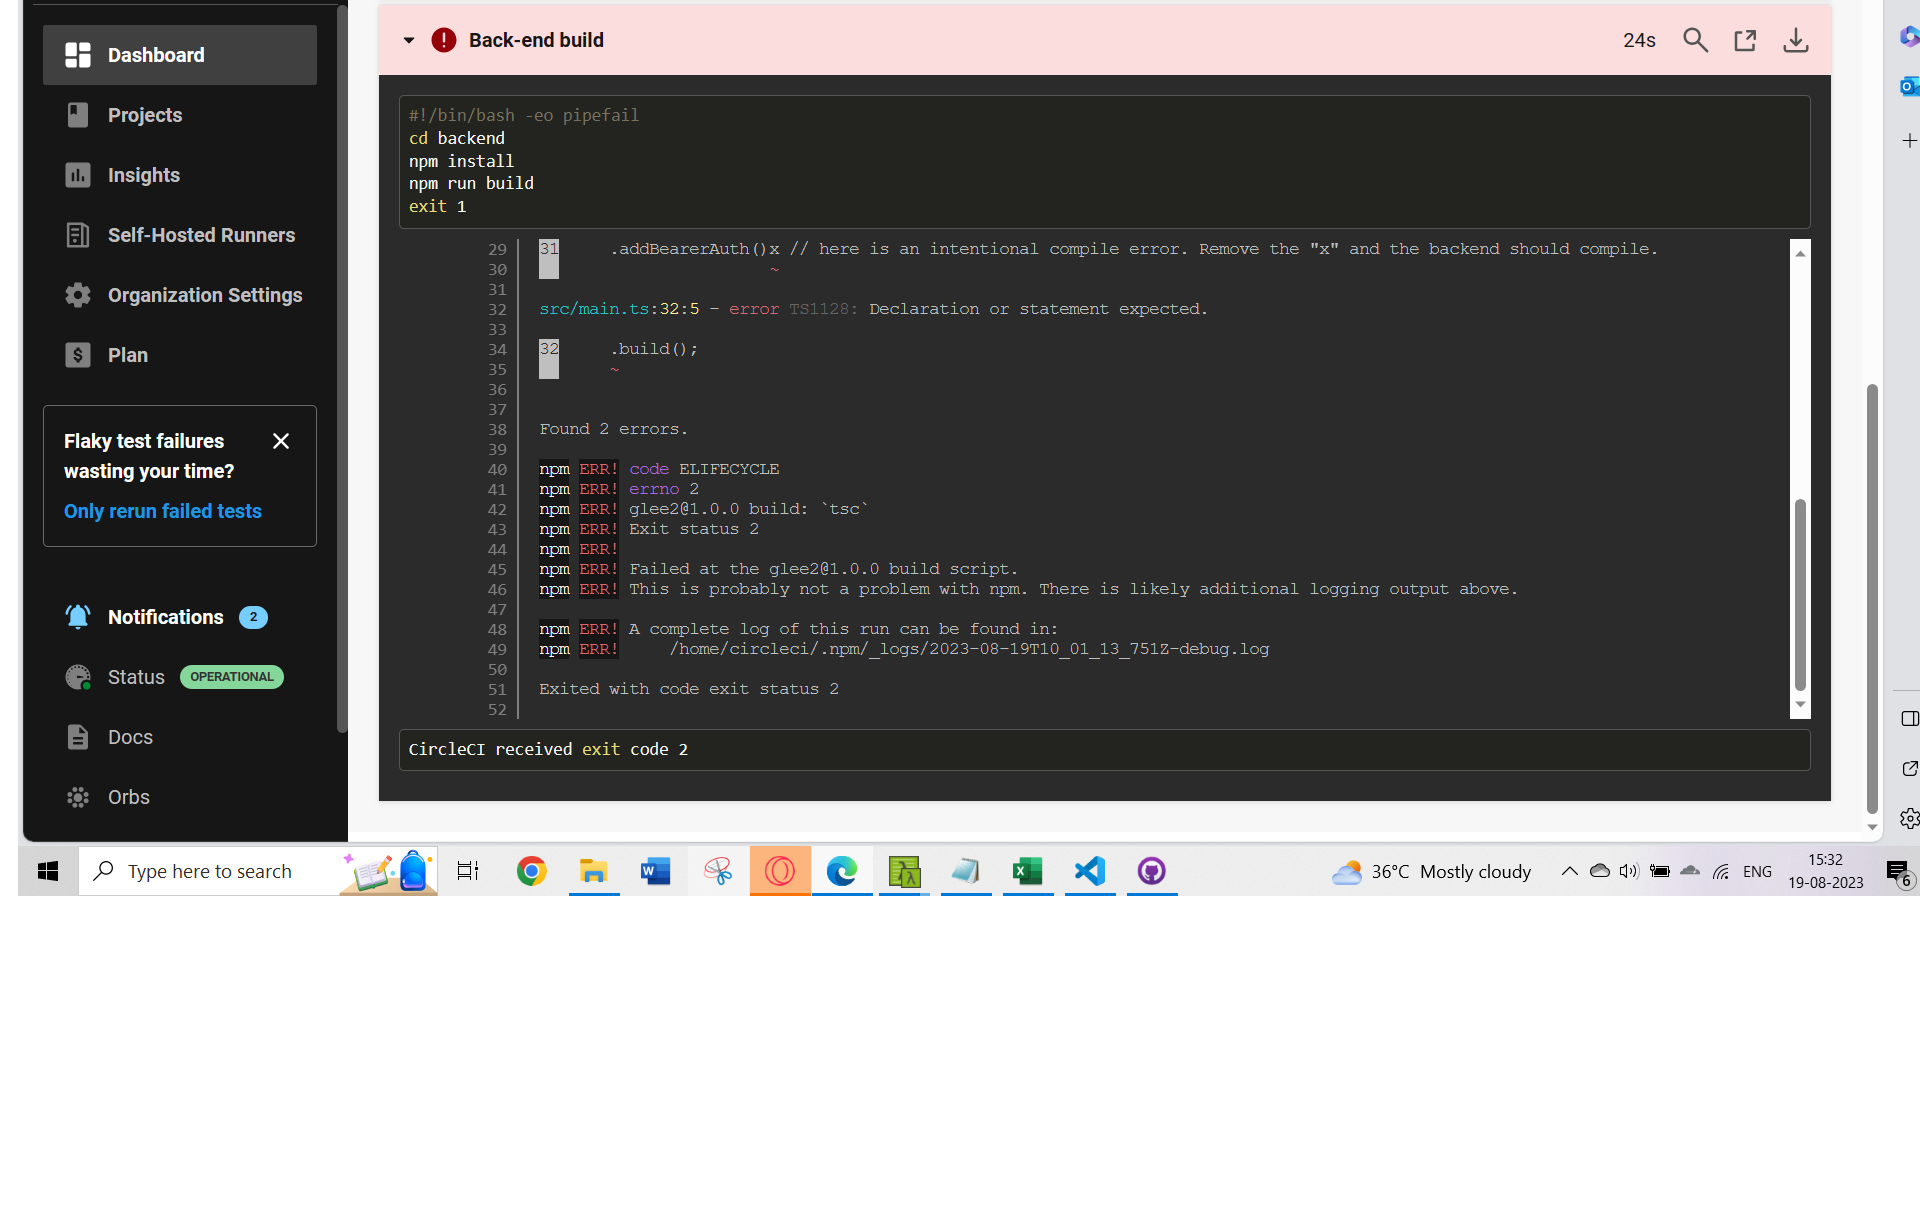 Dashboard
Projects
Insights
Self-Hosted Runners
Organization Settings
Plan
Flaky test failures
wasting your time?
Only rerun failed tests
Notifications 2
Status OPERATIONAL
Docs
Orbs
Back-end build 24s
#!/bin/bash -eo pipefail
cd backend
npm install
npm run build
exit 1
29 31 .addBearerAuth()x // here is an intentional compile error. Remove the "x" and the backend should compile.
30 ~
31
32 src/main.ts:32:5 - error TS1128: Declaration or statement expected.
33
34 32 .build();
35 ~
36
37
38 Found 2 errors.
39
40 npm ERR! code ELIFECYCLE
41 npm ERR! errno 2
42 npm ERR! glee2@1.0.0 build: `tsc`
43 npm ERR! Exit status 2
44 npm ERR!
45 npm ERR! Failed at the glee2@1.0.0 build script.
46 npm ERR! This is probably not a problem with npm. There is likely additional logging output above.
47
48 npm ERR! A complete log of this run can be found in:
49 npm ERR! /home/circleci/.npm/_logs/2023-08-19T10_01_13_751Z-debug.log
50
51 Exited with code exit status 2
52
CircleCI received exit code 2
Type here to search
36°C Mostly cloudy
ENG
15:32
19-08-2023
6